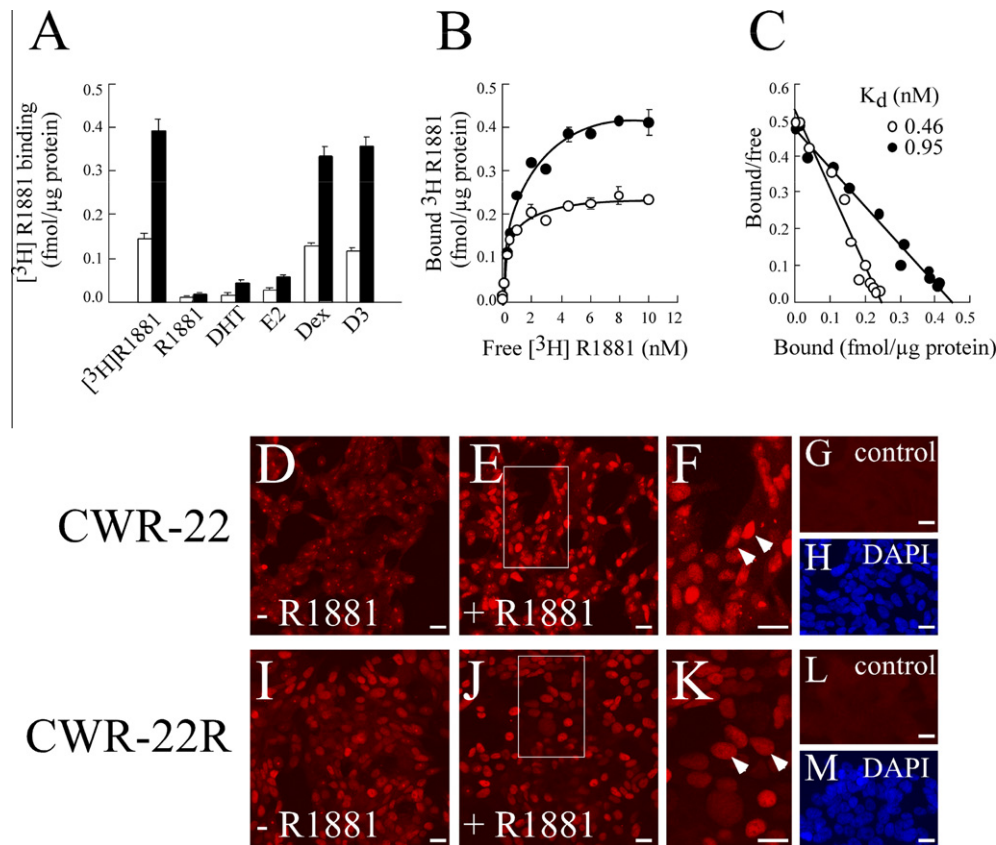 A
[³H] R1881 binding
(fmol/µg protein)
0.5
0.4
0.3
0.2
0.1
0.0
[³H]R1881
R1881
DHT
E2
Dex
D3
B
Bound ³H R1881
(fmol/µg protein)
0.6
0.5
0.4
0.3
0.2
0.1
0
0 2 4 6 8 10 12
Free [³H] R1881 (nM)
C
Bound/free
0.6
0.5
0.4
0.3
0.2
0.1
0.0
0.0 0.1 0.2 0.3 0.4 0.5
Bound (fmol/µg protein)
Kd (nM)
0.46
0.95
CWR-22
D
- R1881
E
+ R1881
F
G control
H DAPI
CWR-22R
I
- R1881
J
+ R1881
K
L control
M DAPI